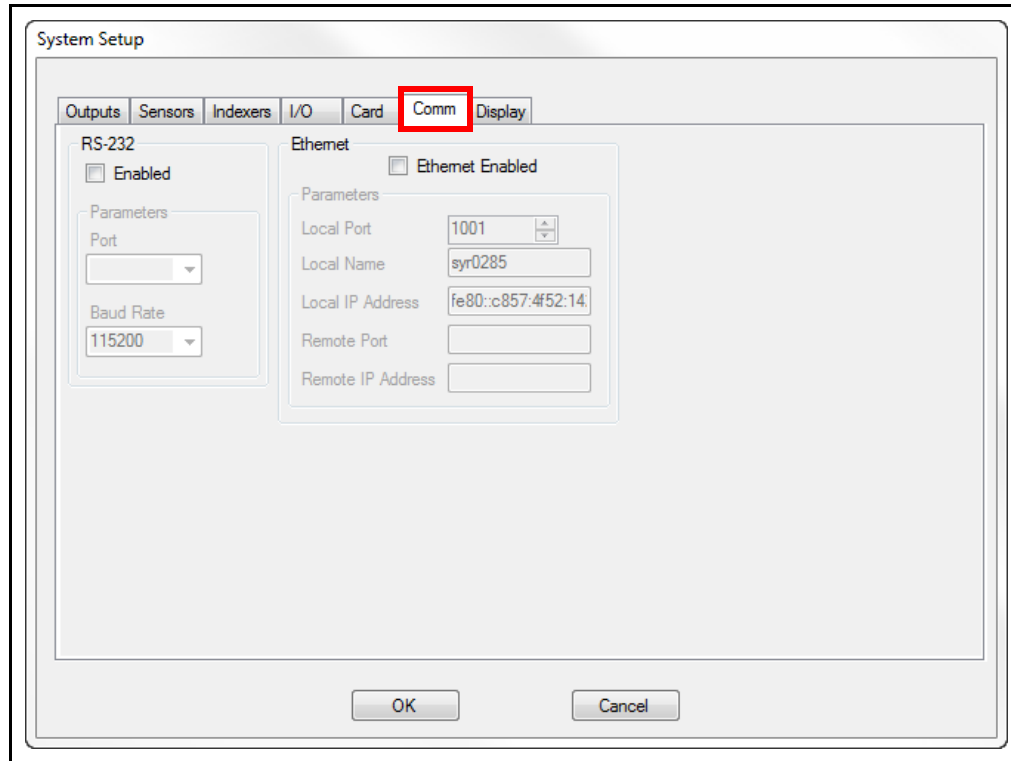 System Setup
Outputs Sensors Indexers I/O Card Comm Display
RS-232
Enabled
Parameters
Port
Baud Rate
115200
Ethernet
Ethernet Enabled
Parameters
Local Port 1001
Local Name syr0285
Local IP Address fe80::c857:4f52:14
Remote Port
Remote IP Address
OK Cancel